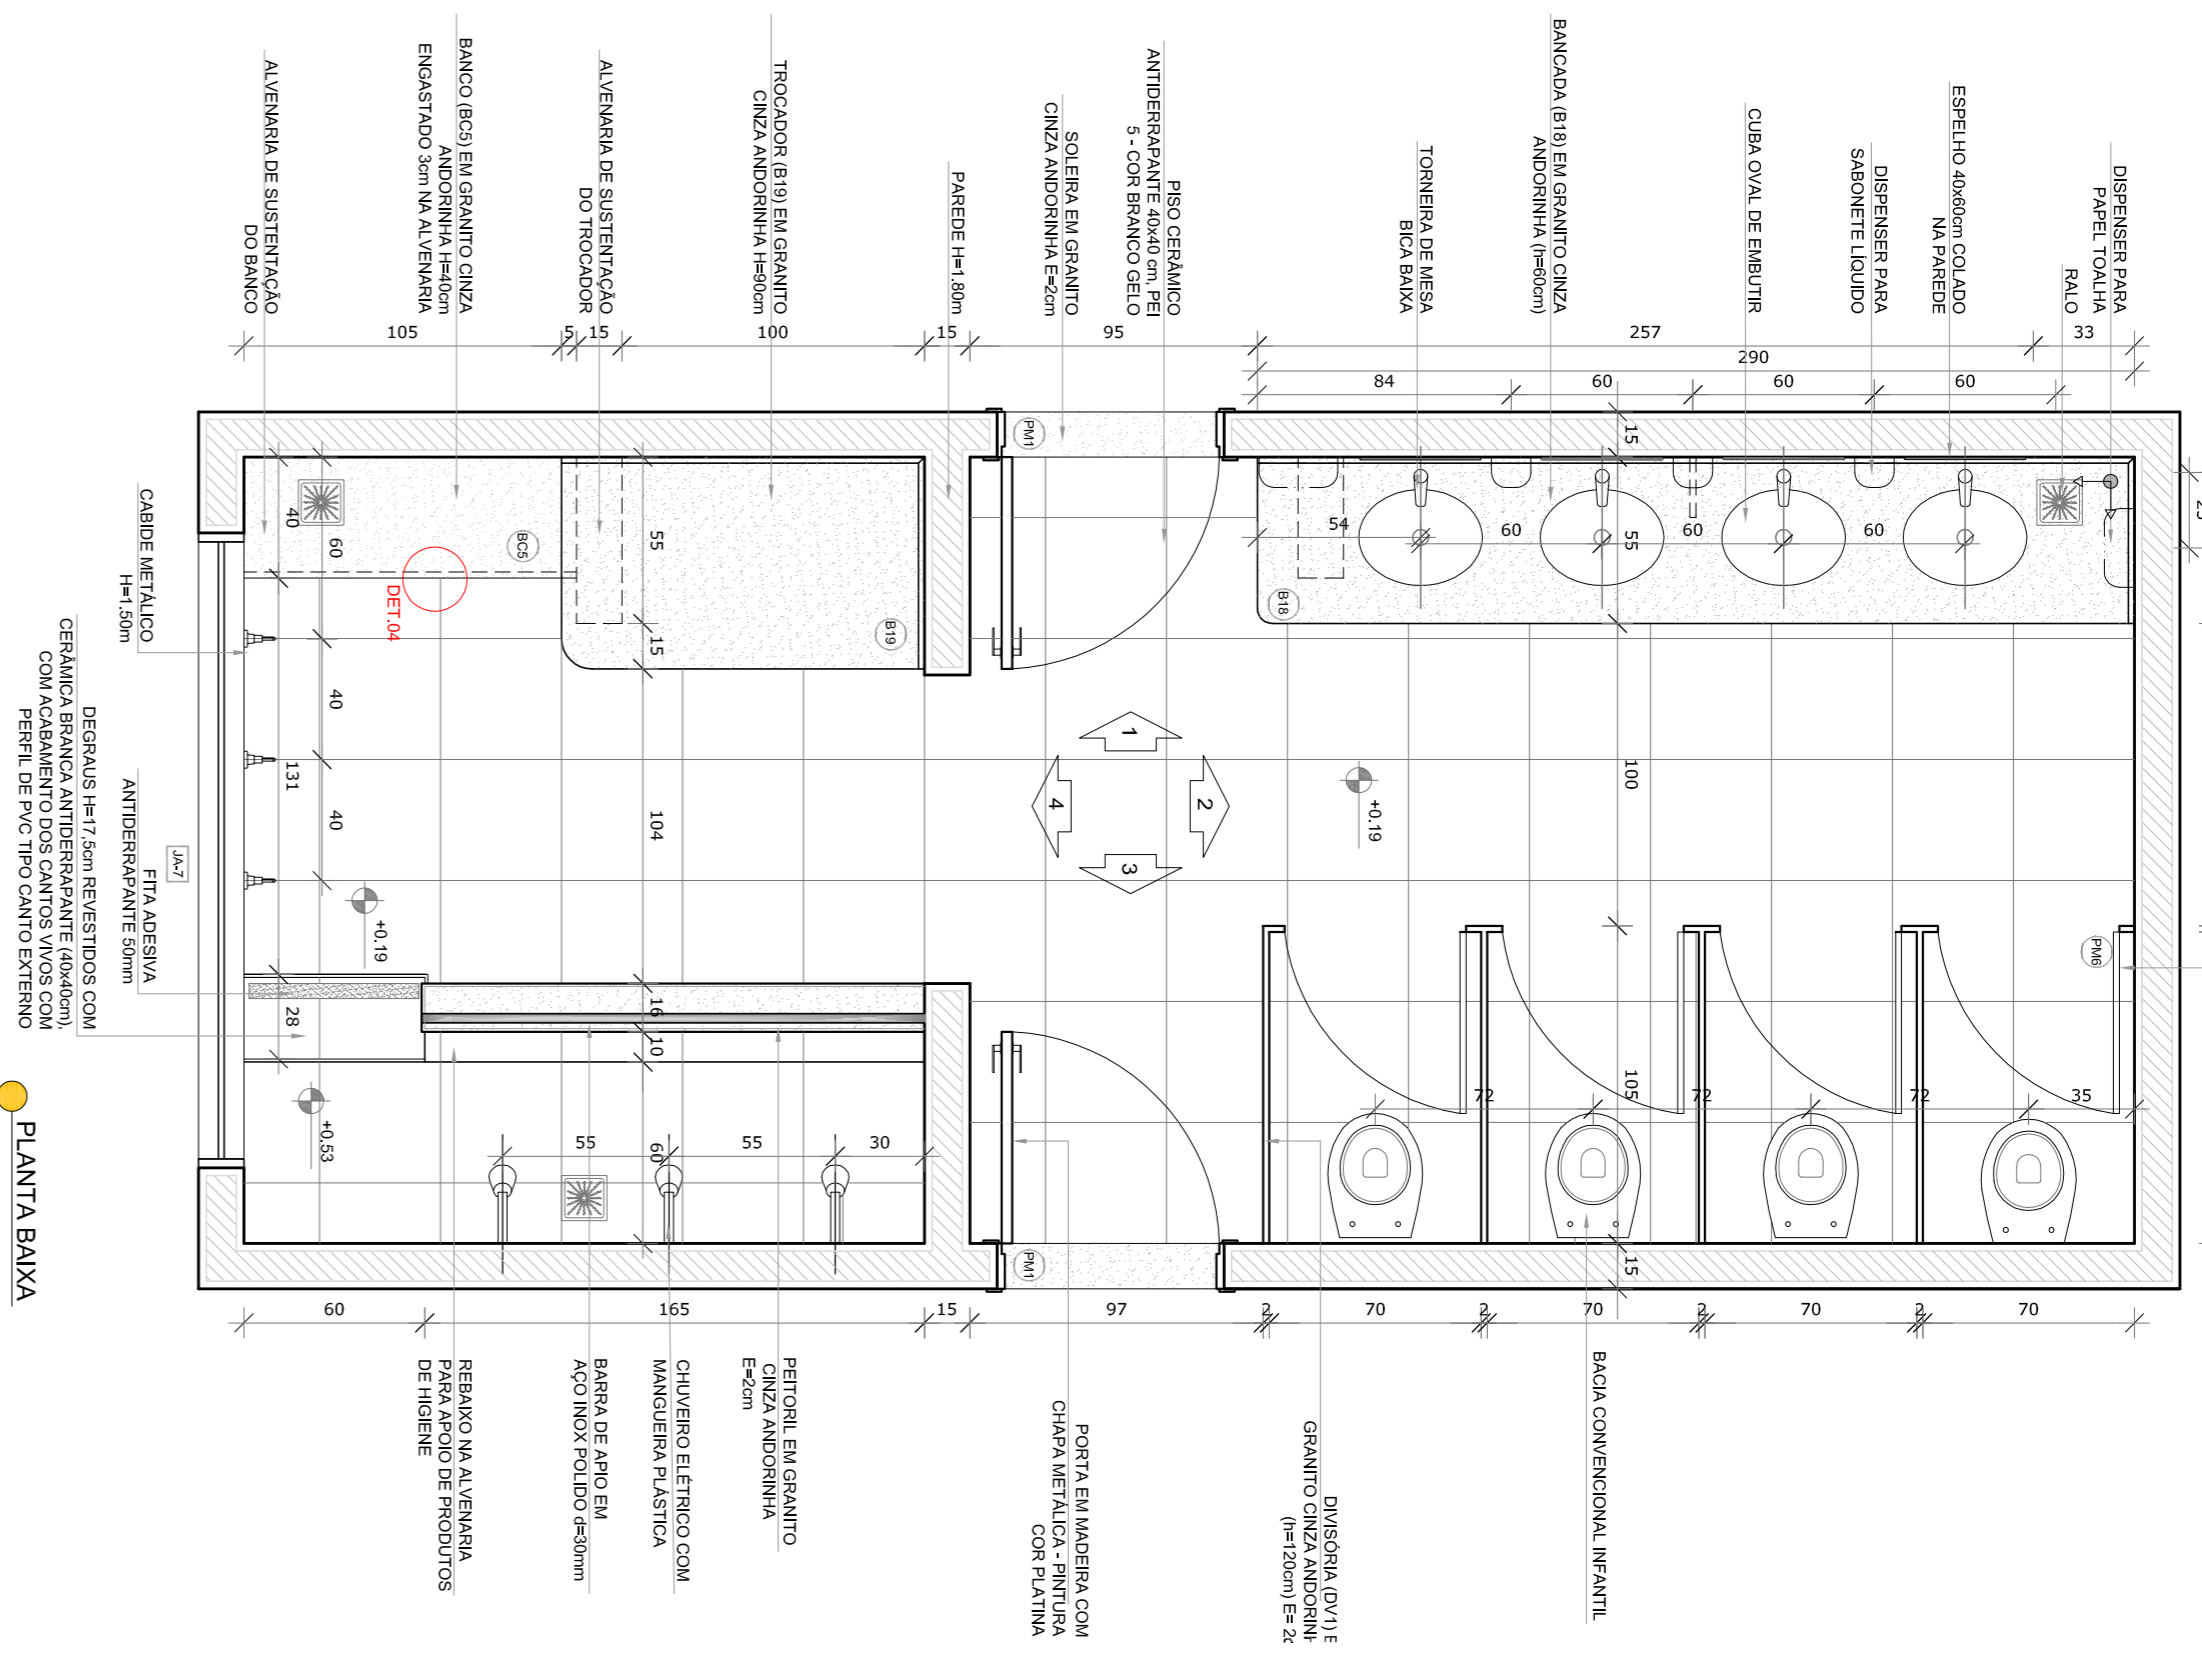 DISPENSER PARA
PAPEL TOALHA
RALO
ESPELHO 40x60cm COLADO
NA PAREDE
DISPENSER PARA
SABONETE LÍQUIDO
CUBA OVAL DE EMBUTIR
BANCADA (B18) EM GRANITO CINZA
ANDORINHA (h=60cm)
TORNEIRA DE MESA
BICA BAIXA
PISO CERÂMICO
ANTIDERRAPANTE 40x40 cm, PEI
5 - COR BRANCO GELO
SOLEIRA EM GRANITO
CINZA ANDORINHA E=2cm
PAREDE H=1.80m
TROCADOR (B19) EM GRANITO
CINZA ANDORINHA H=90cm
ALVENARIA DE SUSTENTAÇÃO
DO TROCADOR
BANCO (BC5) EM GRANITO CINZA
ANDORINHA H=40cm
ENGASTADO 3cm NA ALVENARIA
ALVENARIA DE SUSTENTAÇÃO
DO BANCO
105
5
15
100
15
95
257
33
290
84
60
60
60
15
PM1
40
60
BC5
55
B19
15
DET.04
54
60
55
60
60
B18
CABIDE METÁLICO
H=1.50m
40
131
40
104
100
1
2
3
4
+0.19
+0.19
FITA ADESIVA
ANTIDERRAPANTE 50mm
JA-7
DEGRAUS H=17,5cm REVESTIDOS COM
CERÂMICA BRANCA ANTIDERRAPANTE (40x40cm),
COM ACABAMENTO DOS CANTOS VIVOS COM
PERFIL DE PVC TIPO CANTO EXTERNO
PM6
28
16
10
+0.53
55
60
55
30
105
72
72
72
35
PM1
15
60
165
15
97
2
70
2
70
2
70
2
70
PLANTA BAIXA
REBAIXO NA ALVENARIA
PARA APOIO DE PRODUTOS
DE HIGIENE
BARRA DE APIO EM
AÇO INOX POLIDO d=30mm
CHUVEIRO ELÉTRICO COM
MANGUEIRA PLÁSTICA
PEITORIL EM GRANITO
CINZA ANDORINHA
E=2cm
PORTA EM MADEIRA COM
CHAPA METÁLICA - PINTURA
COR PLATINA
DIVISÓRIA (DV1) E
GRANITO CINZA ANDORINH
(h=120cm) E= 2c
BACIA CONVENCIONAL INFANTIL